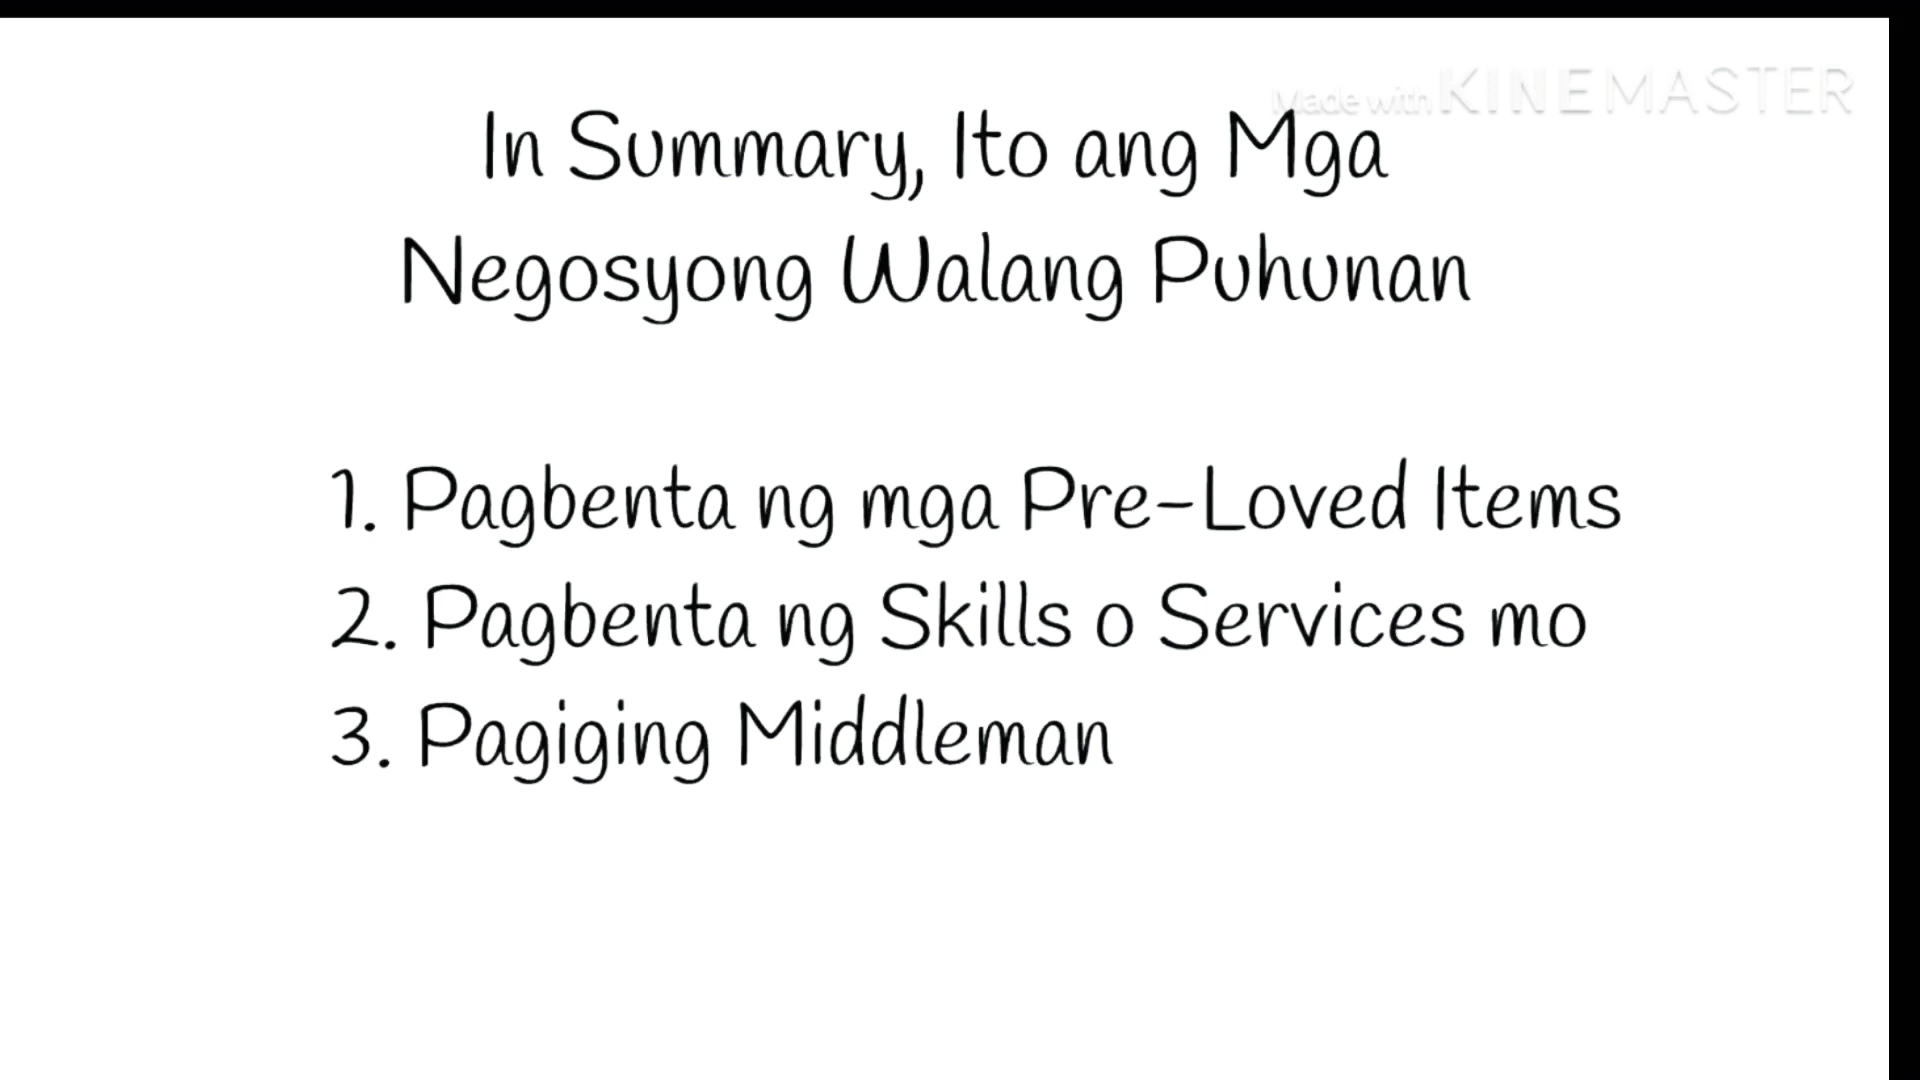 Made with KINEMASTER
In Summary, Ito ang Mga
Negosyong Walang Puhunan
1. Pagbenta ng mga Pre-Loved Items
2. Pagbenta ng Skills o Services mo
3. Pagiging Middleman